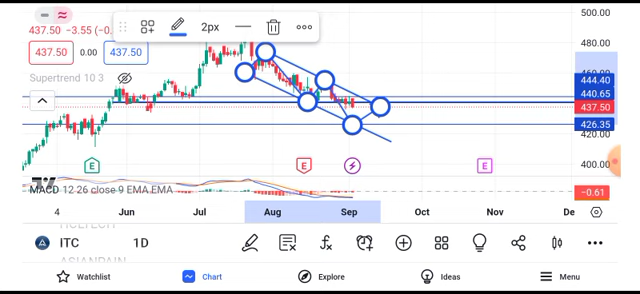 437.50 -3.55 (-0.
2px
437.50 0.00 437.50
Supertrend 10 3
500.00
480.00
460.00
444.40
440.65
437.50
426.35
400.00
E E E
MACD 12 26 close 9 EMA EMA
-0.61
4 Jun Jul Aug Sep Oct Nov De
HCLTECH
ITC 1D
ASIANPAIN
Watchlist Chart Explore Ideas Menu